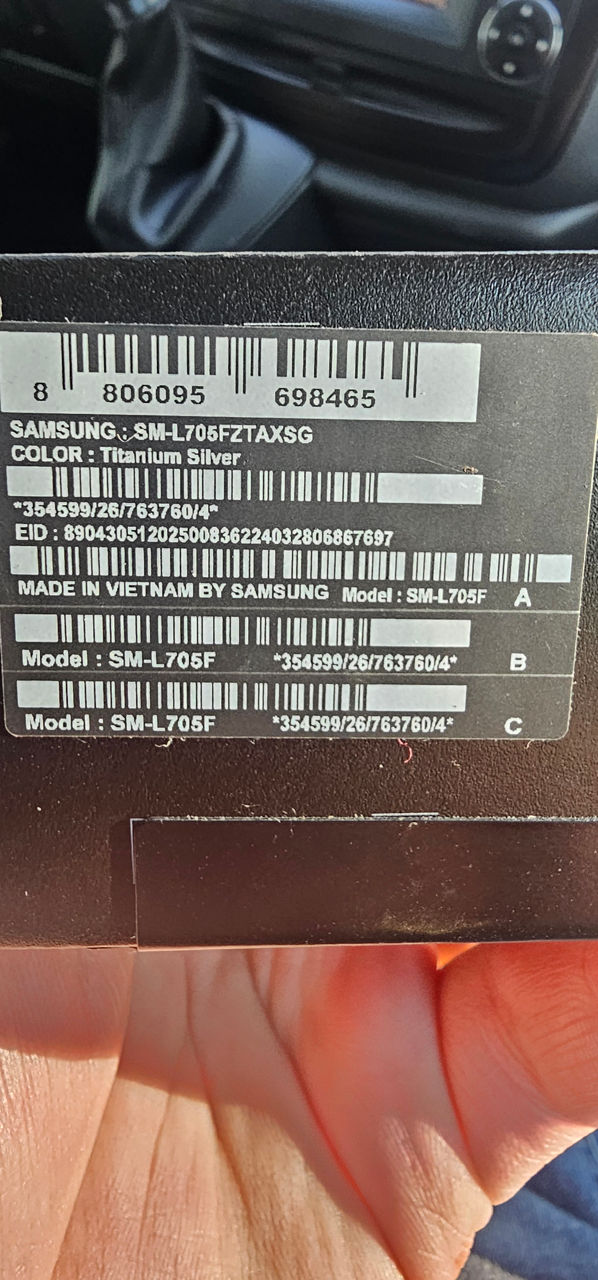 8 806095 698465
SAMSUNG : SM-L705FZTAXSG
COLOR : Titanium Silver
*354599/26/763760/4*
EID : 89043051202500836224032806867697
MADE IN VIETNAM BY SAMSUNG Model : SM-L705F A
Model : SM-L705F *354599/26/763760/4* B
Model : SM-L705F *354599/26/763760/4* C